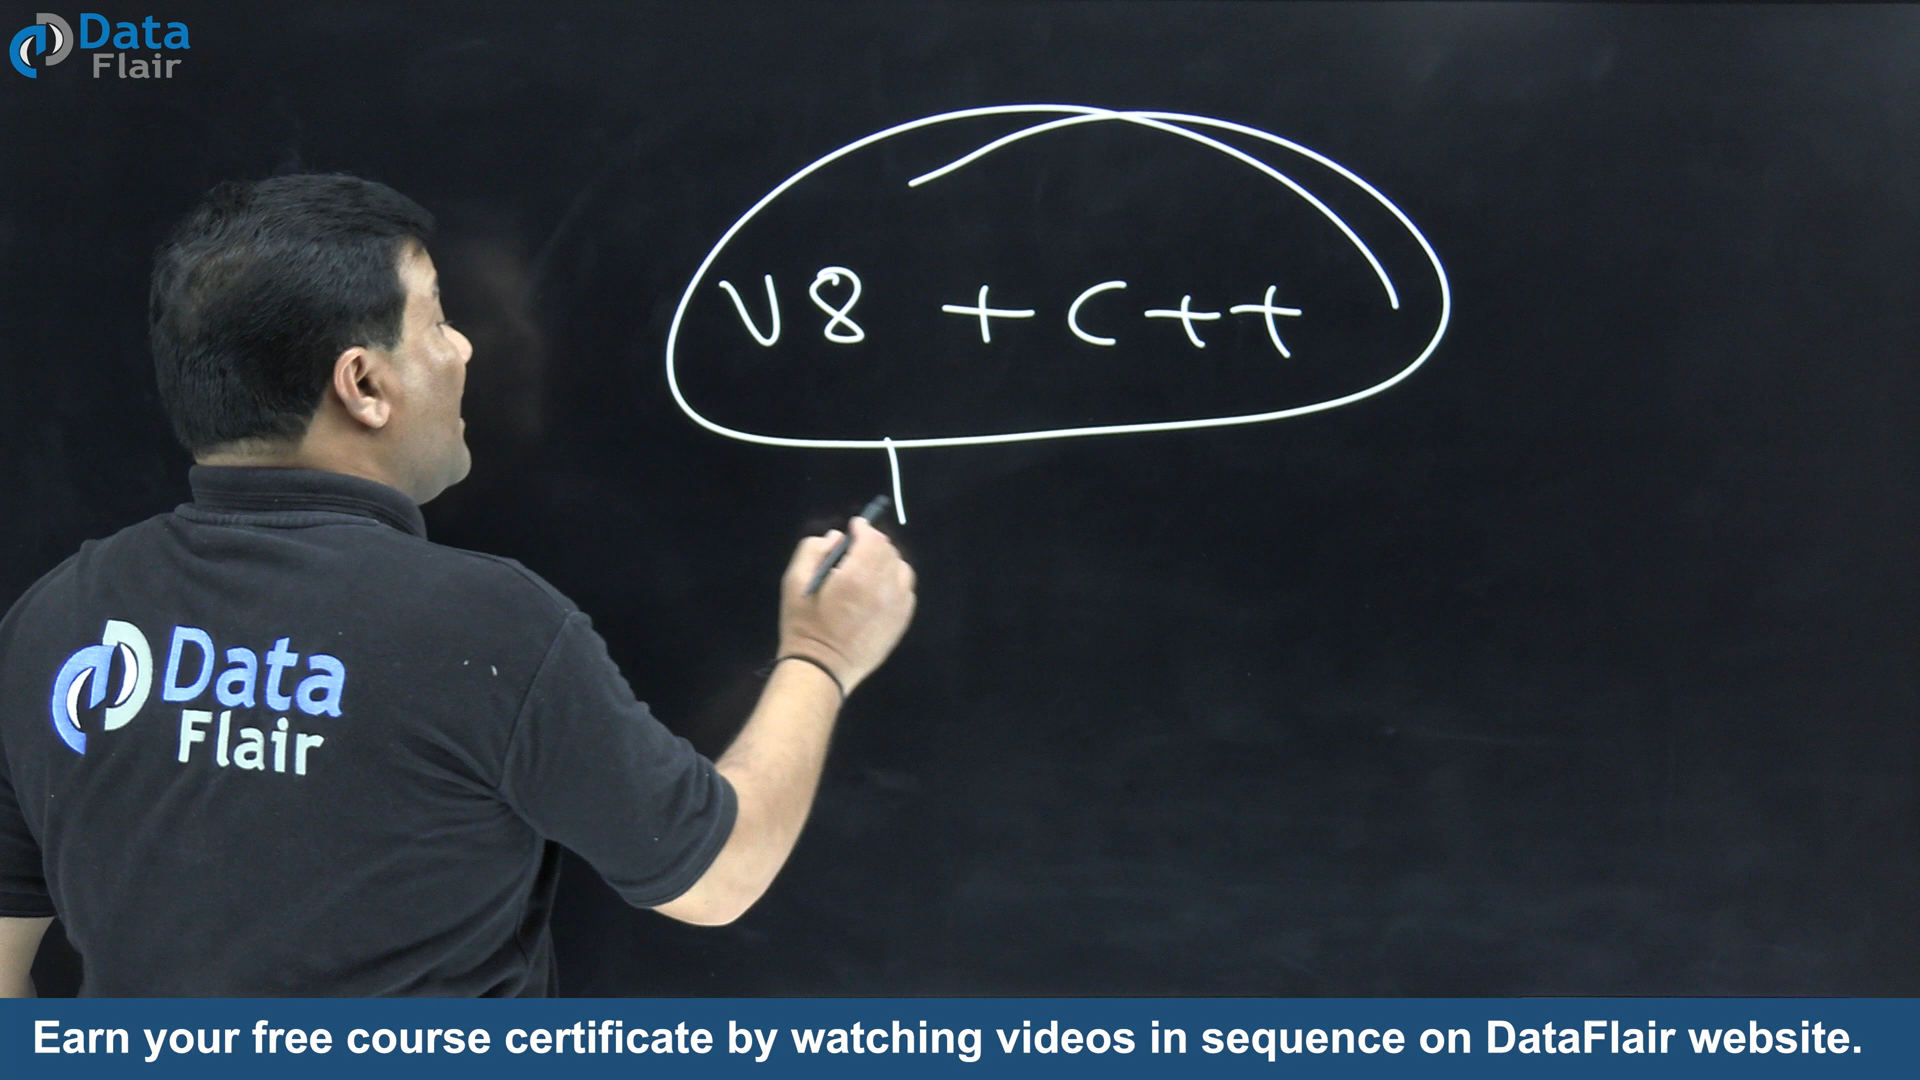 Data
Flair
V8 + C++
Data
Flair
Earn your free course certificate by watching videos in sequence on DataFlair website.